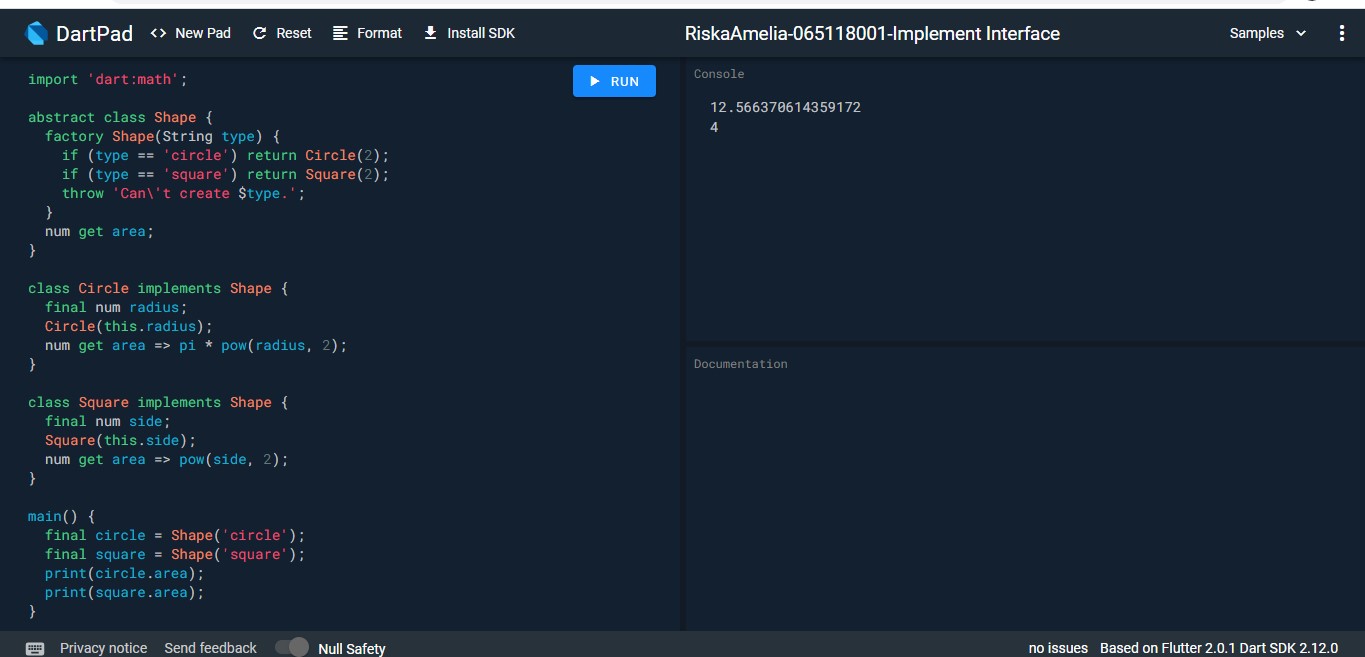 DartPad <> New Pad Reset Format Install SDK RiskaAmelia-065118001-Implement Interface Samples
import 'dart:math';
RUN
abstract class Shape {
  factory Shape(String type) {
    if (type == 'circle') return Circle(2);
    if (type == 'square') return Square(2);
    throw 'Can\'t create $type.';
  }
  num get area;
}
class Circle implements Shape {
  final num radius;
  Circle(this.radius);
  num get area => pi * pow(radius, 2);
}
class Square implements Shape {
  final num side;
  Square(this.side);
  num get area => pow(side, 2);
}
main() {
  final circle = Shape('circle');
  final square = Shape('square');
  print(circle.area);
  print(square.area);
}
Console
12.566370614359172
4
Documentation
Privacy notice Send feedback Null Safety no issues Based on Flutter 2.0.1 Dart SDK 2.12.0